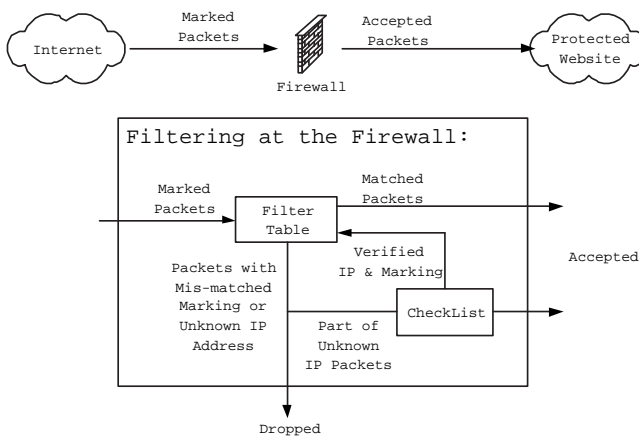 Marked
Packets
Accepted
Packets
Internet
Protected
Website
Firewall
Filtering at the Firewall:
Marked
Packets
Matched
Packets
Filter
Table
Verified
IP & Marking
Accepted
Packets with
Mis-matched
Marking or
Unknown IP
Address
CheckList
Part of
Unknown
IP Packets
Dropped